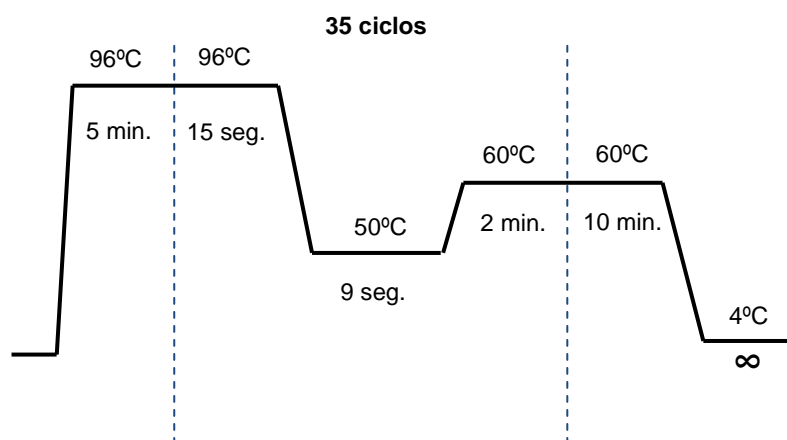 35 ciclos
96ºC 96ºC
5 min. 15 seg.
60ºC 60ºC
50ºC 2 min. 10 min.
9 seg.
4ºC
∞